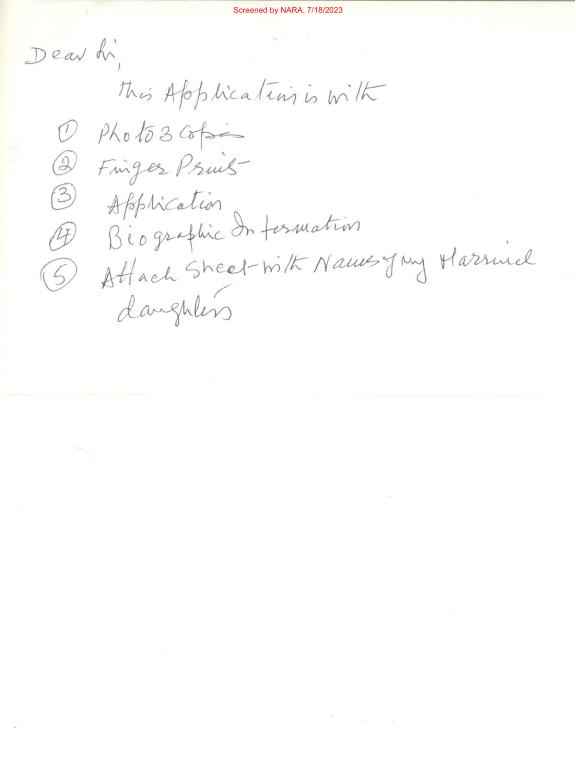 Screened by NARA, 7/18/2023
Dear Sir,
This Application is with
① Photo 3 Copies
② Finger Print
③ Application
④ Biographic Information
⑤ Attach Sheet with Names of my Married
daughters